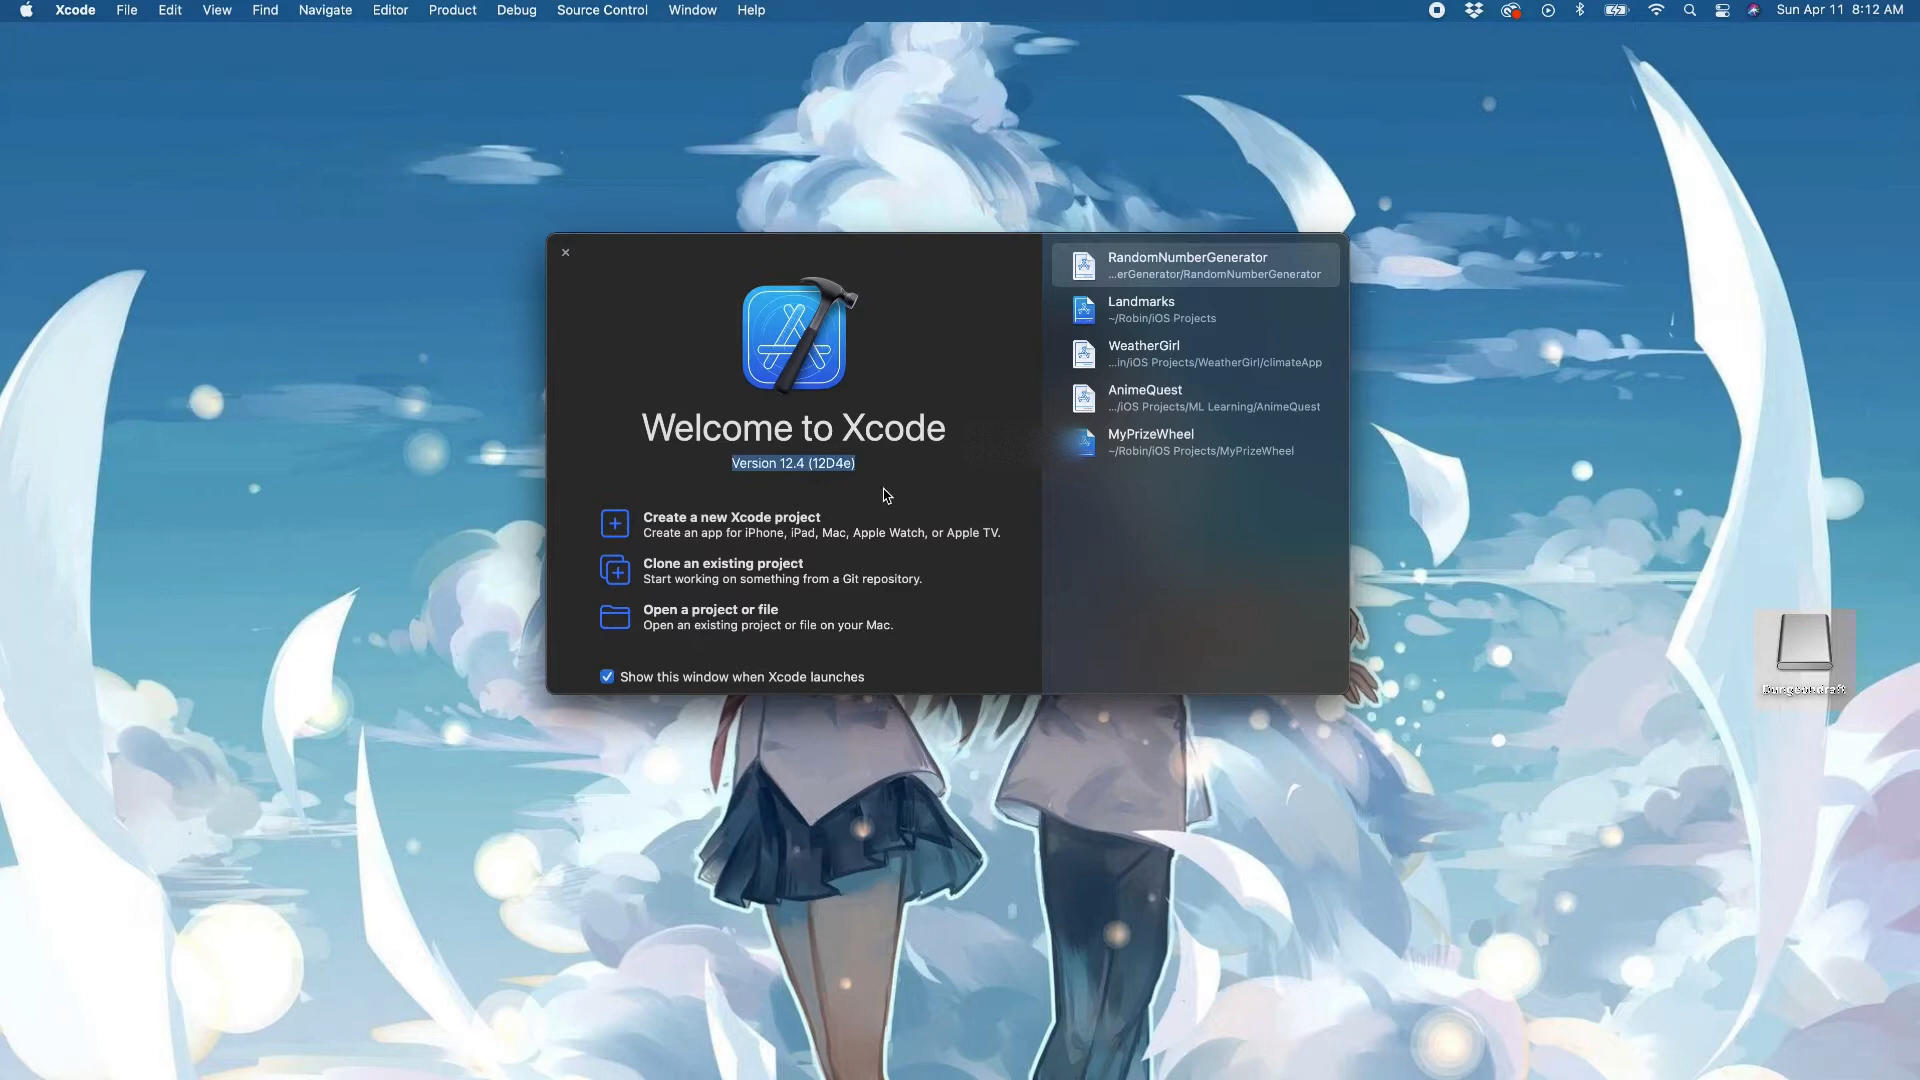 Xcode File Edit View Find Navigate Editor Product Debug Source Control Window Help
Sun Apr 11 8:12 AM
Welcome to Xcode
Version 12.4 (12D4e)
Create a new Xcode project
Create an app for iPhone, iPad, Mac, Apple Watch, or Apple TV.
Clone an existing project
Start working on something from a Git repository.
Open a project or file
Open an existing project or file on your Mac.
Show this window when Xcode launches
RandomNumberGenerator
...erGenerator/RandomNumberGenerator
Landmarks
~/Robin/iOS Projects
WeatherGirl
...in/iOS Projects/WeatherGirl/climateApp
AnimeQuest
.../iOS Projects/ML Learning/AnimeQuest
MyPrizeWheel
~/Robin/iOS Projects/MyPrizeWheel
Dungeondraft